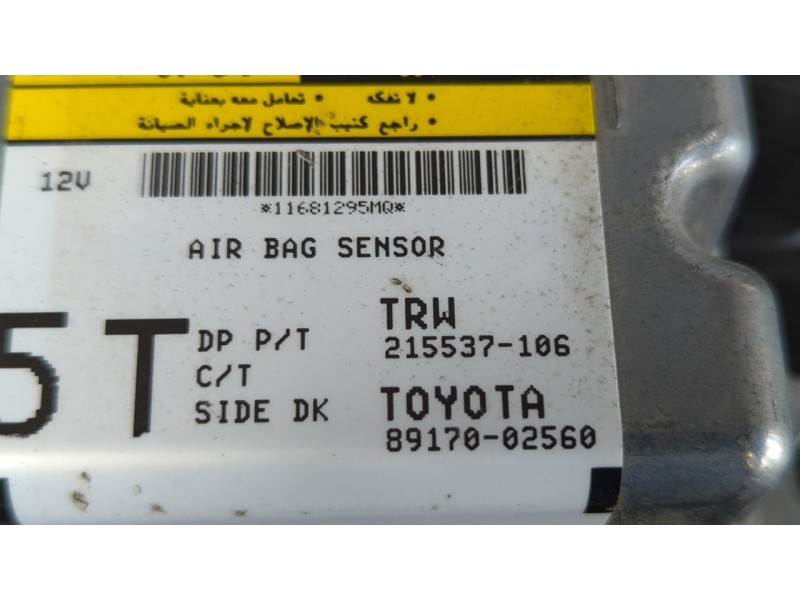 • لا تفكه • تعامل معه بعناية
• راجع كتيب الإصلاح لاجراء الصيانة
12V
*11681295MQ*
AIR BAG SENSOR
5T
DP P/T
C/T
SIDE DK
TRW
215537-106
TOYOTA
89170-02560